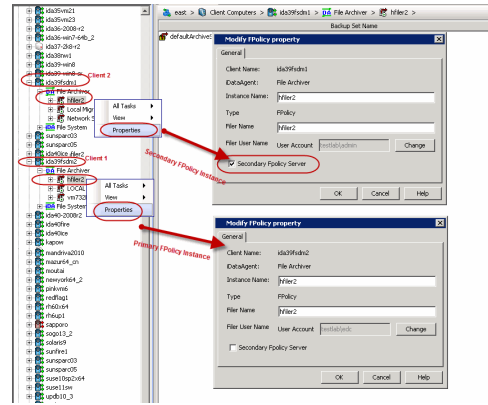 ida35vm21
ida35vm23
ida36-2008-r2
ida36-win7-64b_2
ida37-2k8-r2
ida38nw1
ida39-win8
ida39fsdm1
Client 2
File Archiver
hfiler2
Local Migr
Network S
File System
sunsparc03
sunsparc05
ida40ice_filer2
Client 1
ida39fsdm2
File Archiver
hfiler2
LOCAL
vm732
File System
ida40-2008r2
ida40fire
ida40ice
kapow
mandriva2010
mazur64_cn
moutai
newyork64_2
pinkvm6
redflag1
rh60x64
rh6up1
sapporo
sogo13_2
solaris9
sunfire1
sunsparc03
sunsparc05
suse10sp2x64
suse11sw
updb10_3
All Tasks
View
Properties
All Tasks
View
Properties
Secondary FPolicy Instance
Primary FPolicy Instance
east > Client Computers > ida39fsdm1 > File Archiver > hfiler2 >
Backup Set Name
defaultArchiveS
Modify FPolicy property
General
Client Name: ida39fsdm1
iDataAgent: File Archiver
Instance Name: hfiler2
Type FPolicy
Filer Name hfiler2
Filer User Name User Account testlab\admin Change
Secondary Fpolicy Server
OK Cancel Help
Modify FPolicy property
General
Client Name: ida39fsdm2
iDataAgent: File Archiver
Instance Name: hfiler2
Type FPolicy
Filer Name hfiler2
Filer User Name User Account Change
Secondary Fpolicy Server
OK Cancel Help